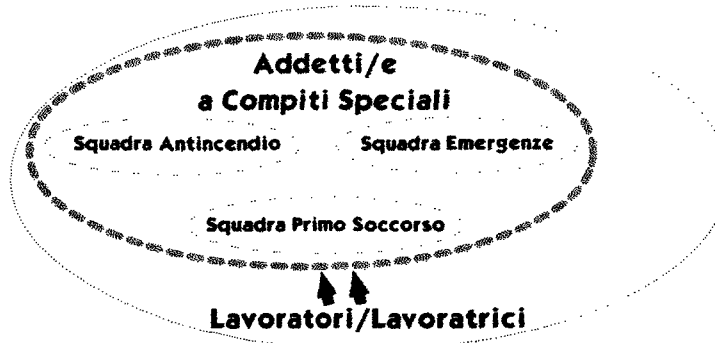 Addetti/e
a Compiti Speciali
Squadra Antincendio
Squadra Emergenze
Squadra Primo Soccorso
Lavoratori/Lavoratrici